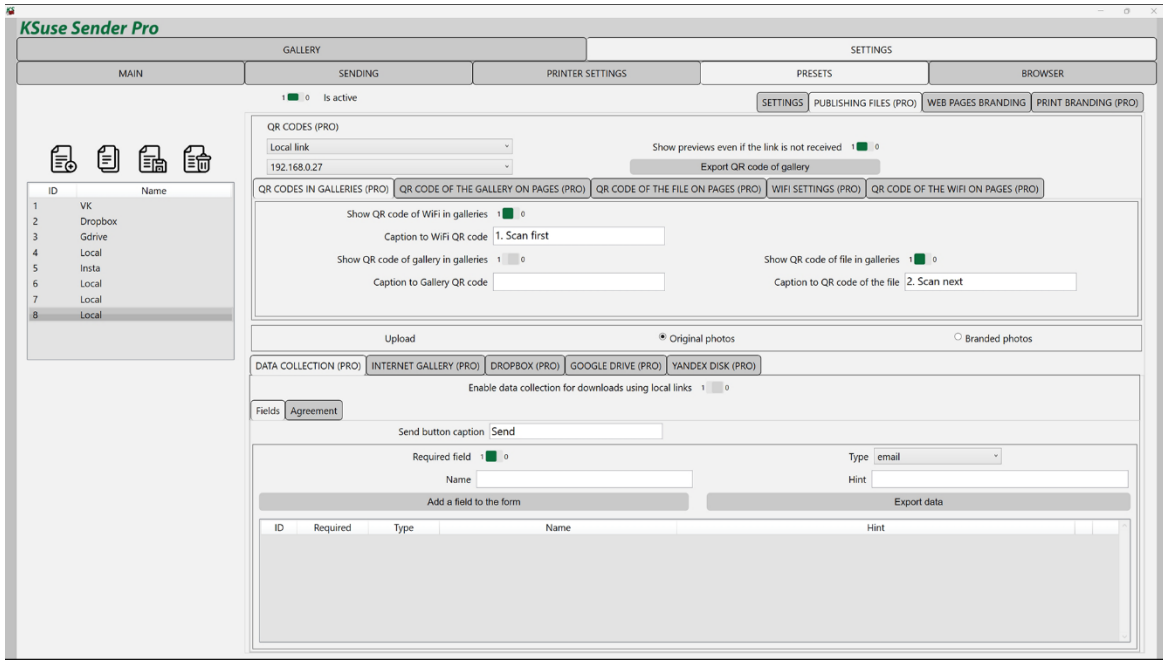 KSuse Sender Pro
GALLERY SETTINGS
MAIN SENDING PRINTER SETTINGS PRESETS BROWSER
1 0 Is active
SETTINGS PUBLISHING FILES (PRO) WEB PAGES BRANDING PRINT BRANDING (PRO)
QR CODES (PRO)
Local link Show previews even if the link is not received 1 0
192.168.0.27 Export QR code of gallery
QR CODES IN GALLERIES (PRO) QR CODE OF THE GALLERY ON PAGES (PRO) QR CODE OF THE FILE ON PAGES (PRO) WIFI SETTINGS (PRO) QR CODE OF THE WIFI ON PAGES (PRO)
ID Name
1 VK
2 Dropbox
3 Gdrive
4 Local
5 Insta
6 Local
7 Local
8 Local
Show QR code of WiFi in galleries 1 0
Caption to WiFi QR code 1. Scan first
Show QR code of gallery in galleries 1 0 Show QR code of file in galleries 1 0
Caption to Gallery QR code Caption to QR code of the file 2. Scan next
Upload Original photos Branded photos
DATA COLLECTION (PRO) INTERNET GALLERY (PRO) DROPBOX (PRO) GOOGLE DRIVE (PRO) YANDEX DISK (PRO)
Enable data collection for downloads using local links 1 0
Fields Agreement
Send button caption Send
Required field 1 0 Type email
Name Hint
Add a field to the form Export data
ID Required Type Name Hint